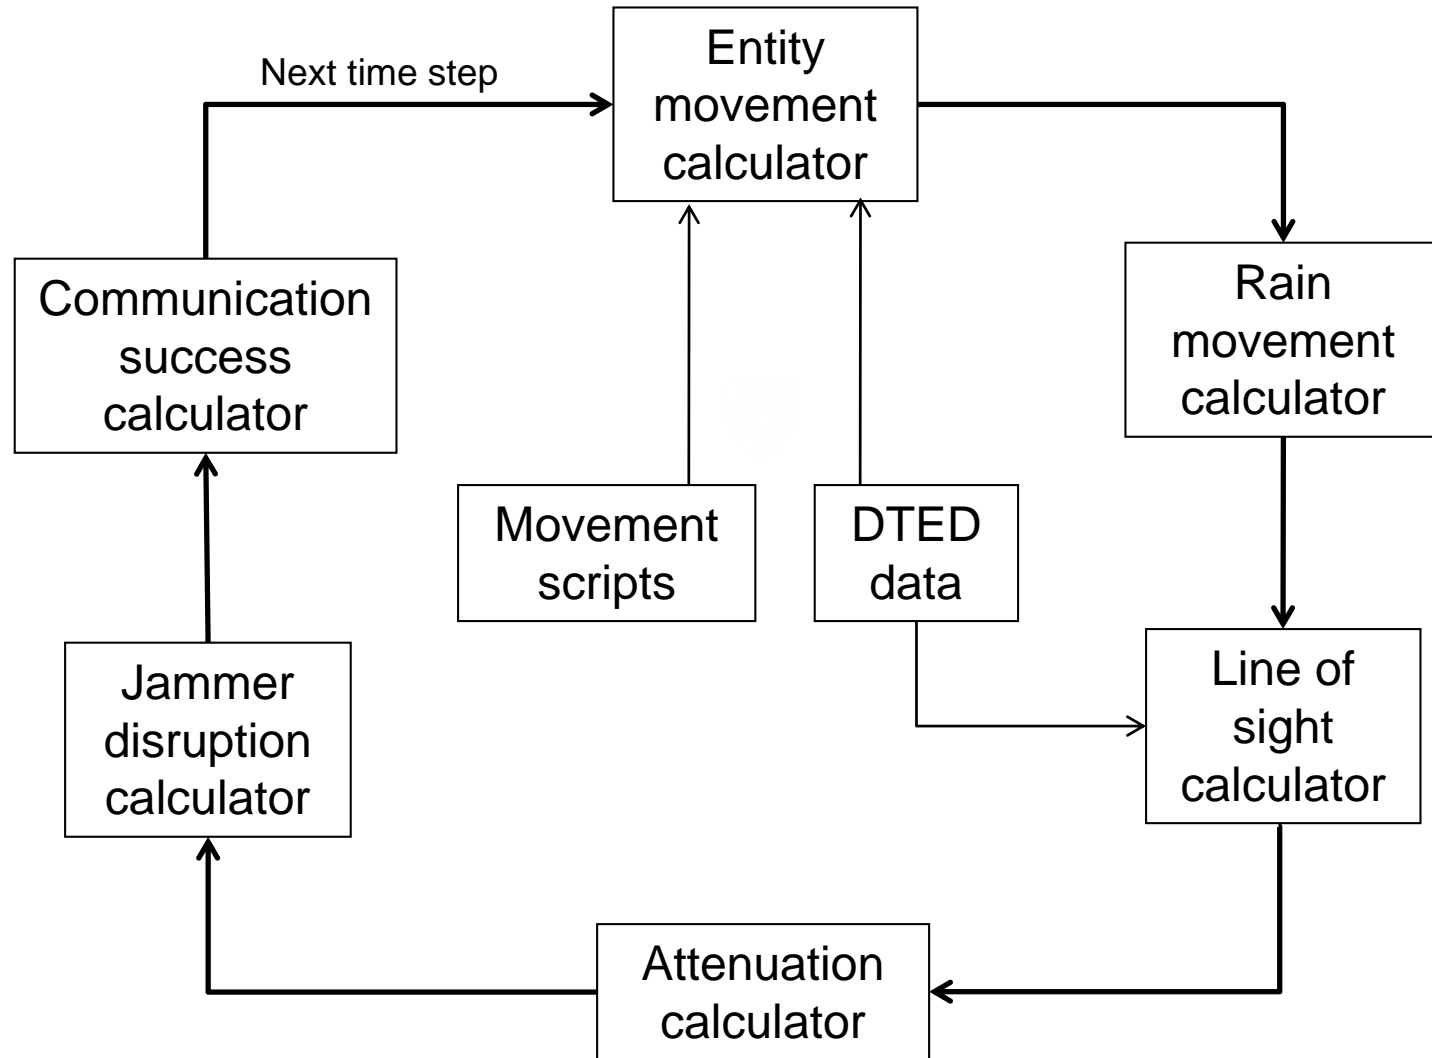 Next time step
Entity
movement
calculator
Rain
movement
calculator
Communication
success
calculator
Movement
scripts
DTED
data
Line of
sight
calculator
Jammer
disruption
calculator
Attenuation
calculator